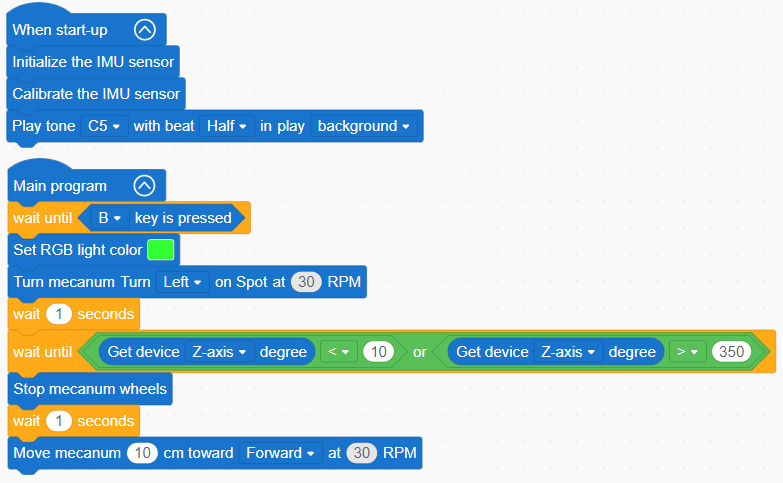 When start-up
Initialize the IMU sensor
Calibrate the IMU sensor
Play tone C5 with beat Half in play background
Main program
wait until B key is pressed
Set RGB light color
Turn mecanum Turn Left on Spot at 30 RPM
wait 1 seconds
wait until Get device Z-axis degree < 10 or Get device Z-axis degree > 350
Stop mecanum wheels
wait 1 seconds
Move mecanum 10 cm toward Forward at 30 RPM